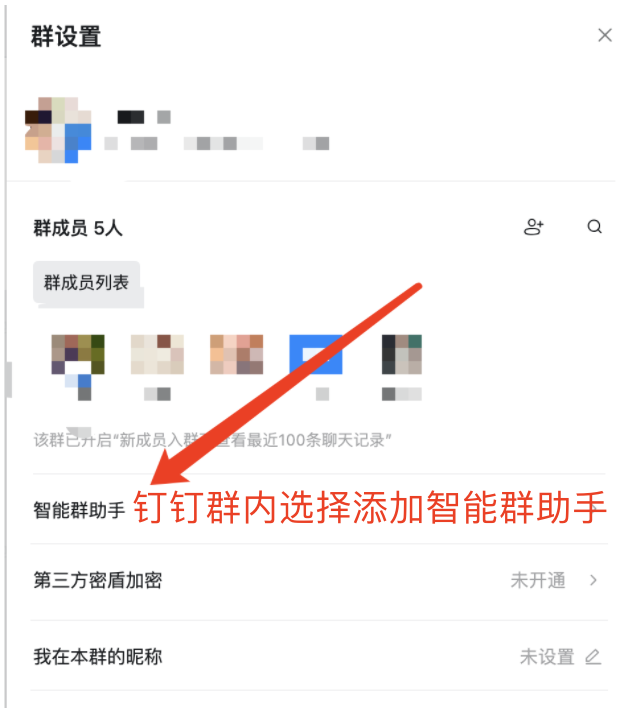 群设置
群成员 5人
群成员列表
该群已开启“新成员入群可查看最近100条聊天记录”
智能群助手 钉钉群内选择添加智能群助手
第三方密盾加密 未开通
我在本群的昵称 未设置